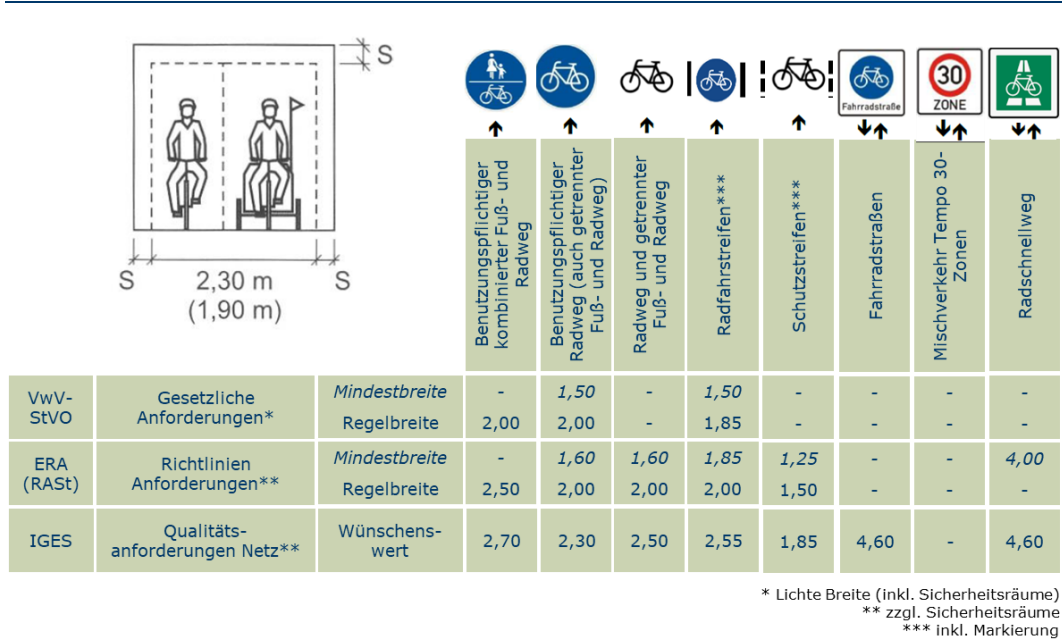 S
S
S
2,30 m
(1,90 m)
Fahrradstraße
30
ZONE
Benutzungspflichtiger
kombinierter Fuß- und
Radweg
Benutzungspflichtiger
Radweg (auch getrennter
Fuß- und Radweg)
Radweg und getrennter
Fuß- und Radweg
Radfahrstreifen***
Schutzstreifen***
Fahrradstraßen
Mischverkehr Tempo 30-
Zonen
Radschnellweg
VwV-
StVO
Gesetzliche
Anforderungen*
Mindestbreite - 1,50 - 1,50 - - - -
Regelbreite 2,00 2,00 - 1,85 - - - -
ERA
(RASt)
Richtlinien
Anforderungen**
Mindestbreite - 1,60 1,60 1,85 1,25 - - 4,00
Regelbreite 2,50 2,00 2,00 2,00 1,50 - - -
IGES
Qualitäts-
anforderungen Netz**
Wünschens-
wert
2,70 2,30 2,50 2,55 1,85 4,60 - 4,60
* Lichte Breite (inkl. Sicherheitsräume)
** zzgl. Sicherheitsräume
*** inkl. Markierung